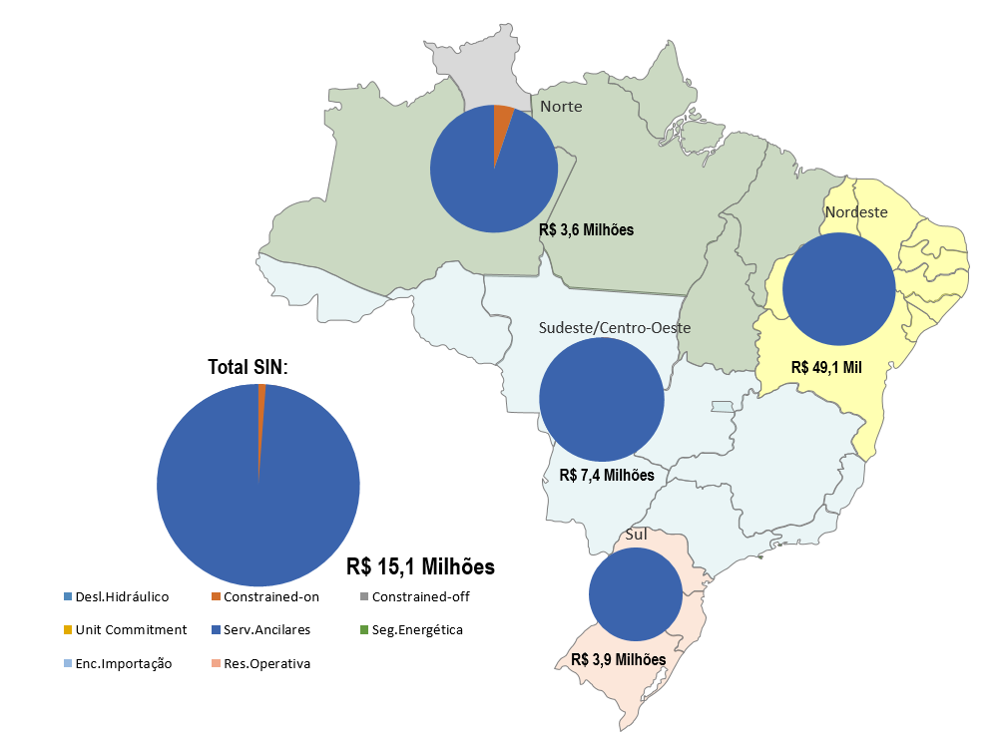 Norte
R$ 3,6 Milhões
Nordeste
R$ 49,1 Mil
Sudeste/Centro-Oeste
R$ 7,4 Milhões
Total SIN:
R$ 15,1 Milhões
Sul
R$ 3,9 Milhões
Desl.Hidráulico
Constrained-on
Constrained-off
Unit Commitment
Serv.Ancilares
Seg.Energética
Enc.Importação
Res.Operativa